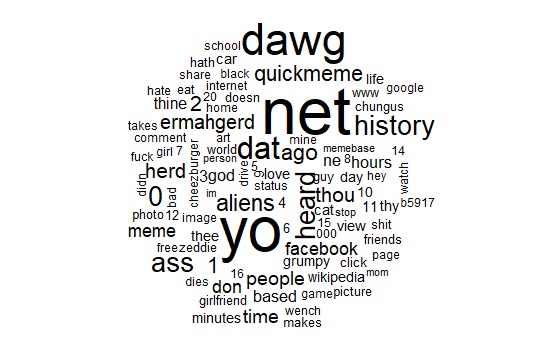 school dawg
hath car
share black quickmeme life
hate eat internet net www google
thine 2 20 doesn home chungus
takes ermahgerd history
comment art mine
fuck girl 7 cheezburger world dat ago memebase 14
person ne 8 hours
herd 3 god drive 5 9 love guy day hey watch
didn bad im status heard thou 10
0 aliens 4 cat stop 11 thy b5917
photo 12 image yo 6 15 view shit
meme thee 000 friends
freezeddie facebook page
ass 1 grumpy click
dies 16 people wikipedia mom
don based game picture
girlfriend wench
minutes time makes